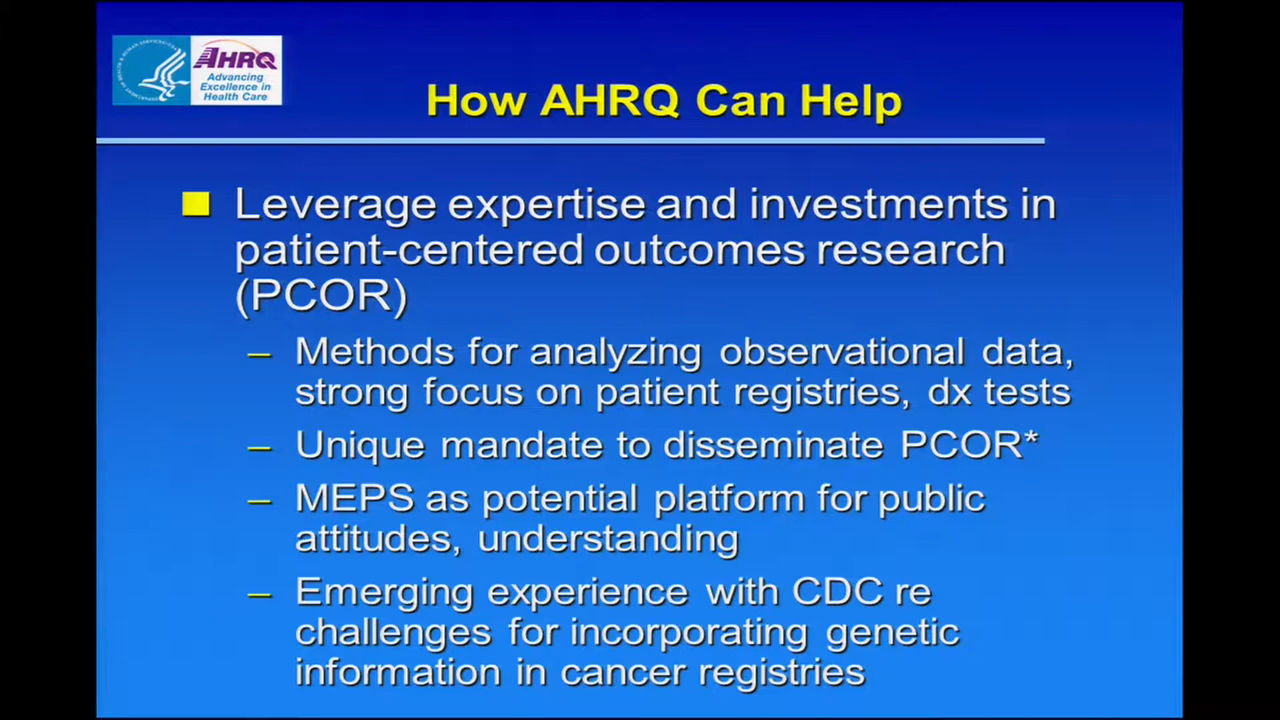 AHRQ
Advancing
Excellence in
Health Care
How AHRQ Can Help
Leverage expertise and investments in
patient-centered outcomes research
(PCOR)
– Methods for analyzing observational data,
strong focus on patient registries, dx tests
– Unique mandate to disseminate PCOR*
– MEPS as potential platform for public
attitudes, understanding
– Emerging experience with CDC re
challenges for incorporating genetic
information in cancer registries